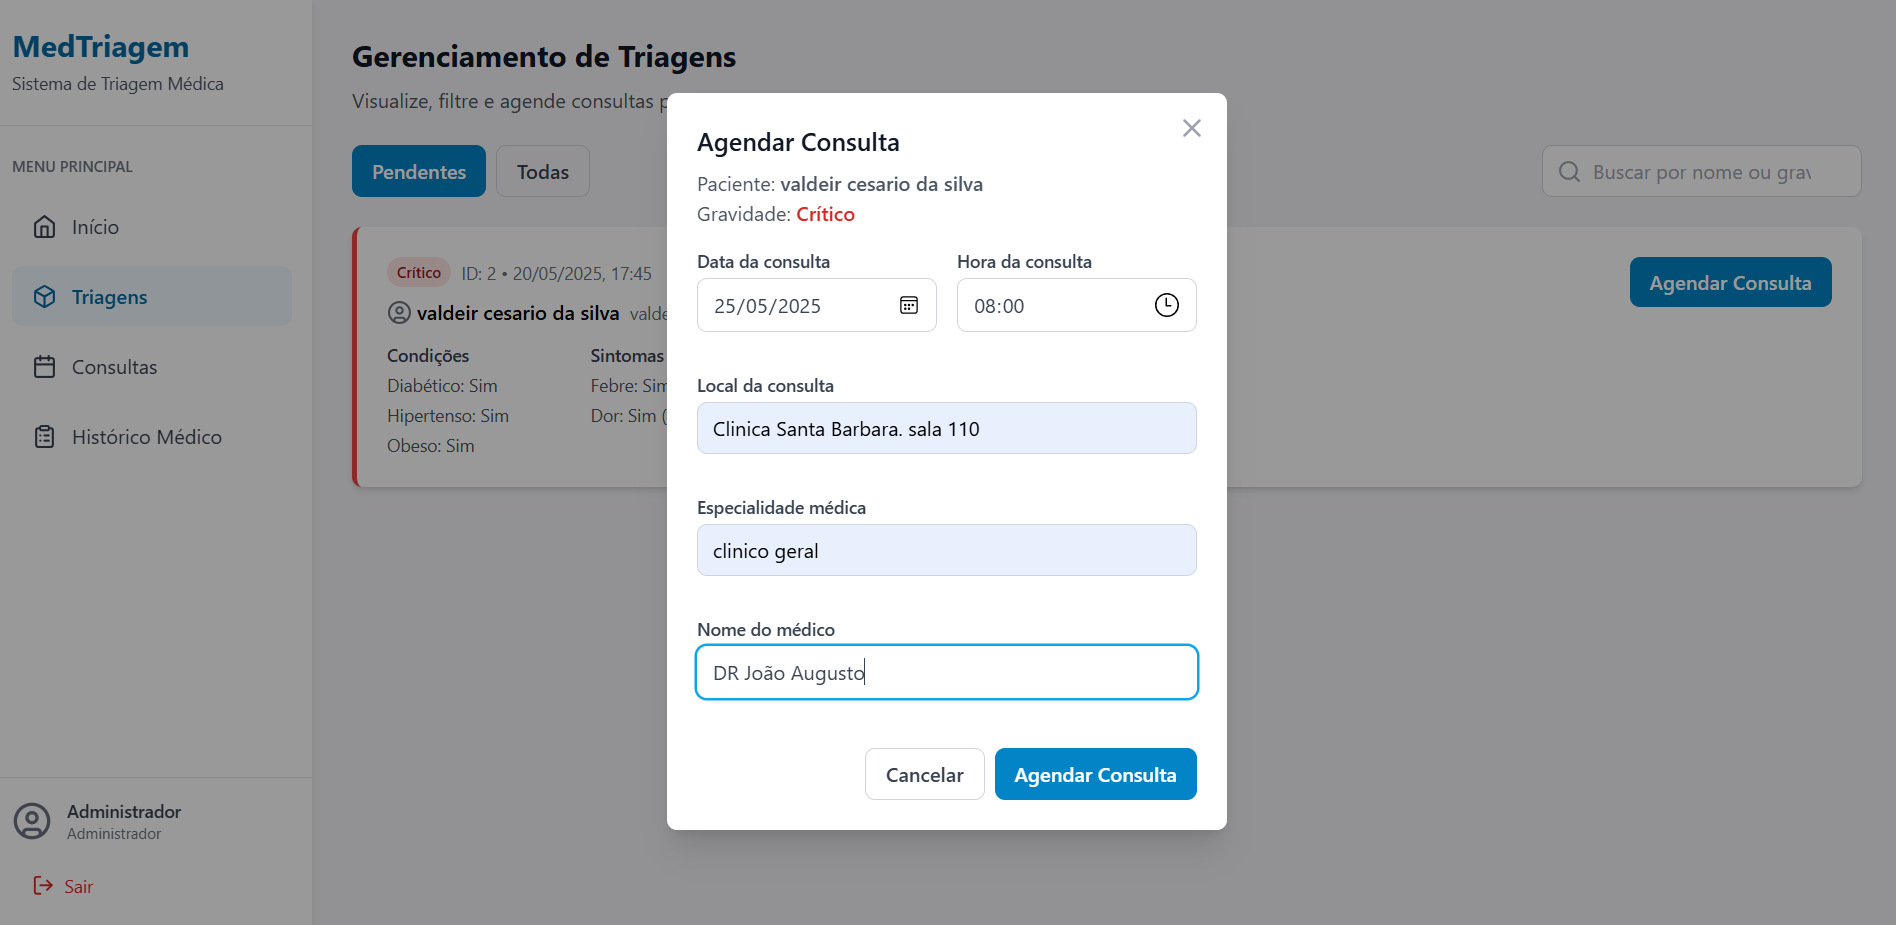 MedTriagem
Sistema de Triagem Médica
MENU PRINCIPAL
Início
Triagens
Consultas
Histórico Médico
Administrador
Administrador
Sair
Gerenciamento de Triagens
Visualize, filtre e agende consultas p
Pendentes
Todas
Buscar por nome ou grav
Crítico
ID: 2 • 20/05/2025, 17:45
valdeir cesario da silva valde
Condições
Diabético: Sim
Hipertenso: Sim
Obeso: Sim
Sintomas
Febre: Sim
Dor: Sim (
Agendar Consulta
Agendar Consulta
Paciente: valdeir cesario da silva
Gravidade: Crítico
Data da consulta
25/05/2025
Hora da consulta
08:00
Local da consulta
Clinica Santa Barbara. sala 110
Especialidade médica
clinico geral
Nome do médico
DR João Augusto
Cancelar
Agendar Consulta